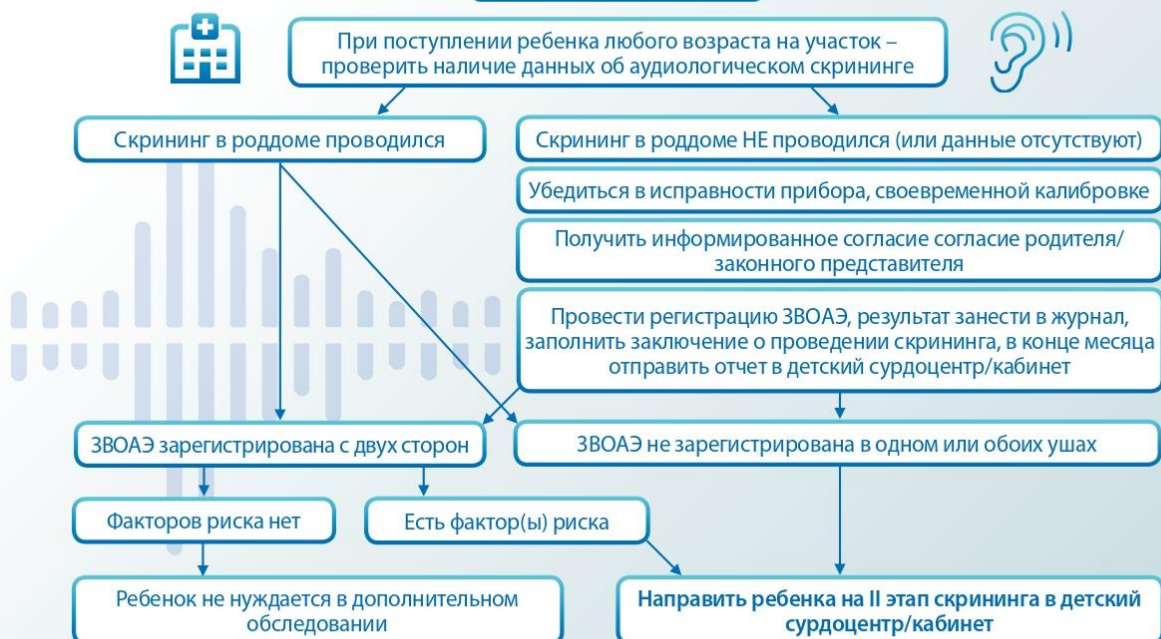 При поступлении ребенка любого возраста на участок –
проверить наличие данных об аудиологическом скрининге
Скрининг в роддоме проводился
Скрининг в роддоме НЕ проводился (или данные отсутствуют)
Убедиться в исправности прибора, своевременной калибровке
Получить информированное согласие согласие родителя/
законного представителя
Провести регистрацию ЗВОАЭ, результат занести в журнал,
заполнить заключение о проведении скрининга, в конце месяца
отправить отчет в детский сурдоцентр/кабинет
ЗВОАЭ зарегистрирована с двух сторон
ЗВОАЭ не зарегистрирована в одном или обоих ушах
Факторов риска нет
Есть фактор(ы) риска
Ребенок не нуждается в дополнительном
обследовании
Направить ребенка на II этап скрининга в детский
сурдоцентр/кабинет